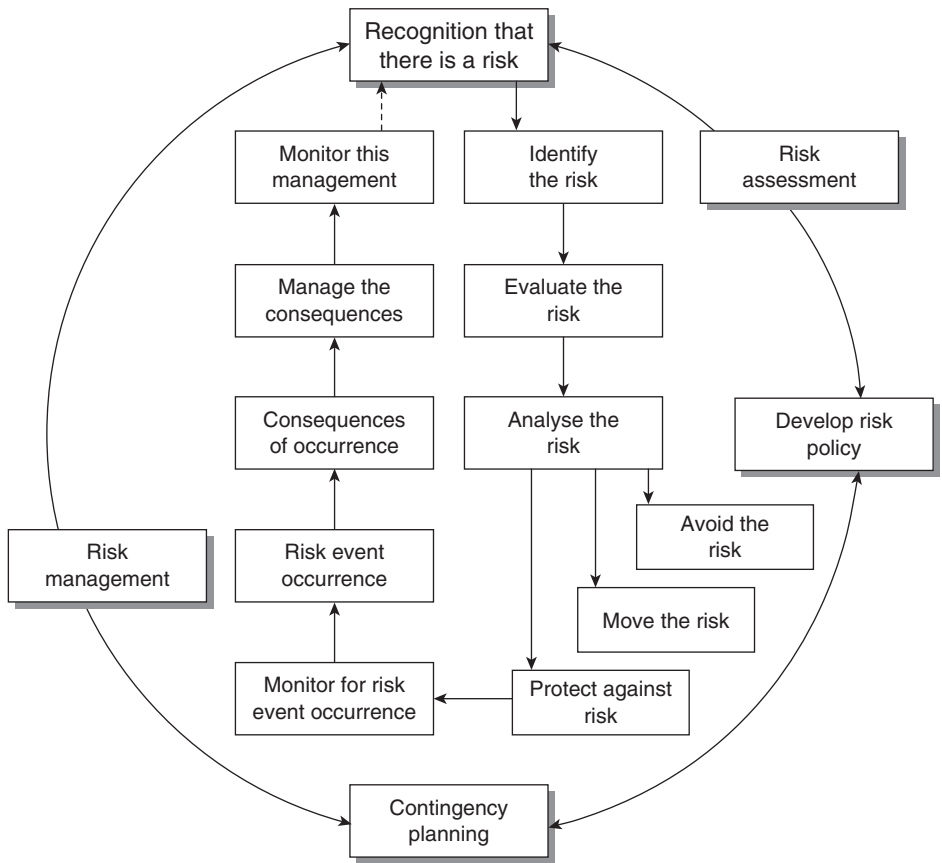 Recognition that
there is a risk
Monitor this
management
Identify
the risk
Risk
assessment
Manage the
consequences
Evaluate the
risk
Consequences
of occurrence
Analyse the
risk
Develop risk
policy
Risk
management
Risk event
occurrence
Avoid the
risk
Move the risk
Monitor for risk
event occurrence
Protect against
risk
Contingency
planning